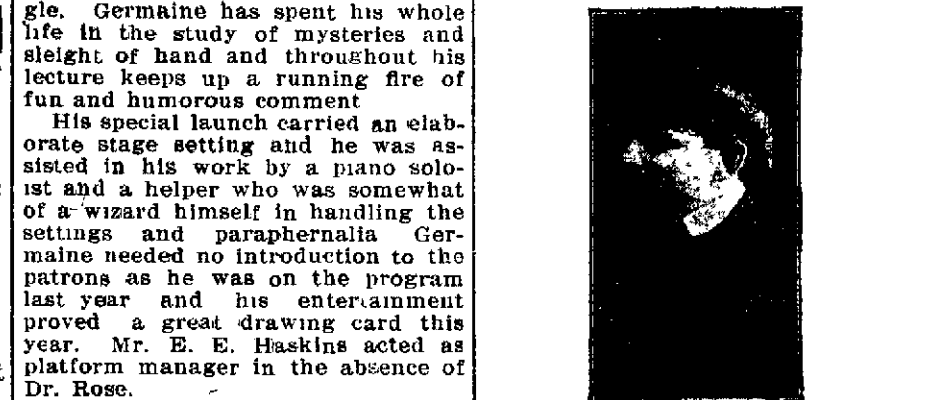 gle. Germaine has spent his whole
life in the study of mysteries and
sleight of hand and throughout his
lecture keeps up a running fire of
fun and humorous comment
His special launch carried an elab-
orate stage setting and he was as-
sisted in his work by a piano solo-
ist and a helper who was somewhat
of a wizard himself in handling the
settings and paraphernalia Ger-
maine needed no introduction to the
patrons as he was on the program
last year and his entertainment
proved a great drawing card this
year. Mr. E. E. Haskins acted as
platform manager in the absence of
Dr. Rose.